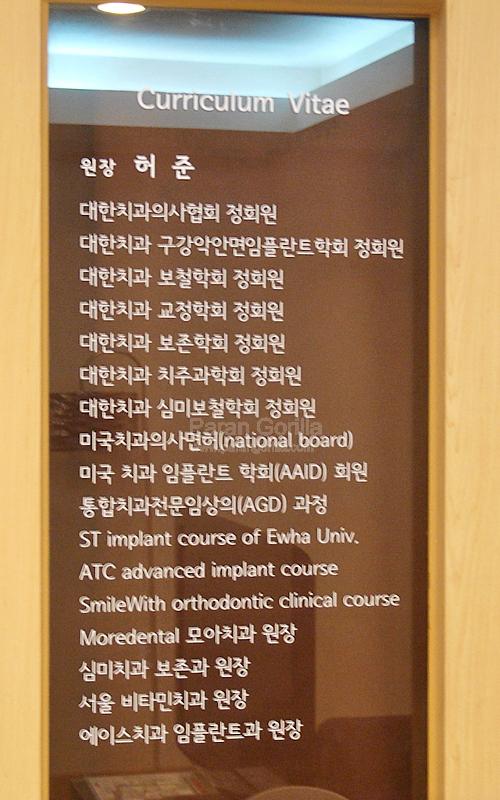 Curriculum Vitae
원장 허 준
대한치과의사협회 정회원
대한치과 구강악안면임플란트학회 정회원
대한치과 보철학회 정회원
대한치과 교정학회 정회원
대한치과 보존학회 정회원
대한치과 치주과학회 정회원
대한치과 심미보철학회 정회원
Paran Gorilla
미국치과의사면허(national board)
미국 치과 임플란트 학회(AAID) 회원
통합치과전문임상의(AGD) 과정
ST implant course of Ewha Univ.
ATC advanced implant course
SmileWith orthodontic clinical course
Moredental 모아치과 원장
심미치과 보존과 원장
서울 비타민치과 원장
에이스치과 임플란트과 원장